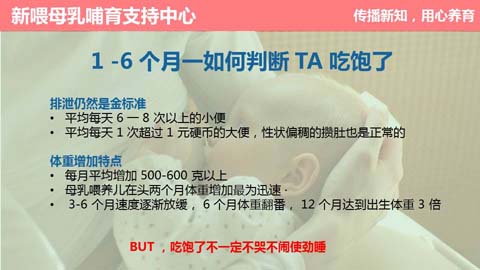 新喂母乳哺育支持中心
传播新知，用心养育
1 -6 个月一如何判断 TA 吃饱了
排泄仍然是金标准
• 平均每天 6 一 8 次以上的小便
• 平均每天 1 次超过 1 元硬币的大便，性状偏稠的攒肚也是正常的
体重增加特点
• 每月平均增加 500-600 克以上
• 母乳喂养儿在头两个月体重增加最为迅速 ·
• 3-6 个月速度逐渐放缓， 6 个月体重翻番， 12 个月达到出生体重 3 倍
BUT ，吃饱了不一定不哭不闹使劲睡